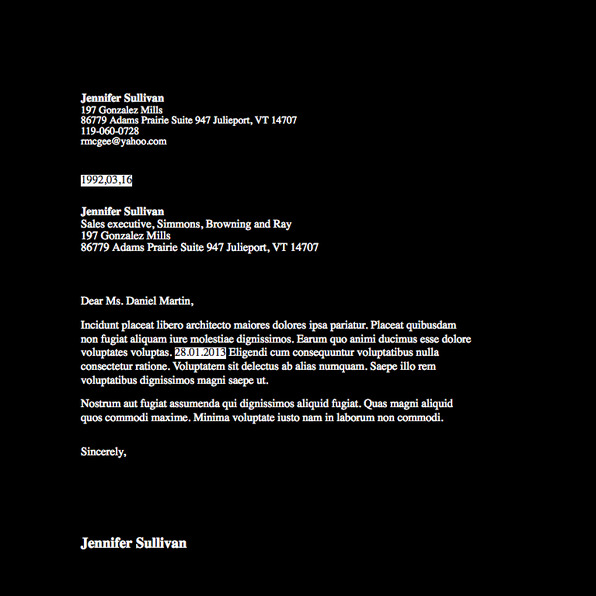 Jennifer Sullivan
197 Gonzalez Mills
86779 Adams Prairie Suite 947 Julieport, VT 14707
119-060-0728
rmcgee@yahoo.com
1992,03,16
Jennifer Sullivan
Sales executive, Simmons, Browning and Ray
197 Gonzalez Mills
86779 Adams Prairie Suite 947 Julieport, VT 14707
Dear Ms. Daniel Martin,
Incidunt placeat libero architecto maiores dolores ipsa pariatur. Placeat quibusdam
non fugiat aliquam iure molestiae dignissimos. Earum quo animi ducimus esse dolore
voluptates voluptas. 28.01.2013 Eligendi cum consequuntur voluptatibus nulla
consectetur ratione. Voluptatem sit delectus ab alias numquam. Saepe illo rem
voluptatibus dignissimos magni saepe ut.
Nostrum aut fugiat assumenda qui dignissimos aliquid fugiat. Quas magni aliquid
quos commodi maxime. Minima voluptate iusto nam in laborum non commodi.
Sincerely,
Jennifer Sullivan